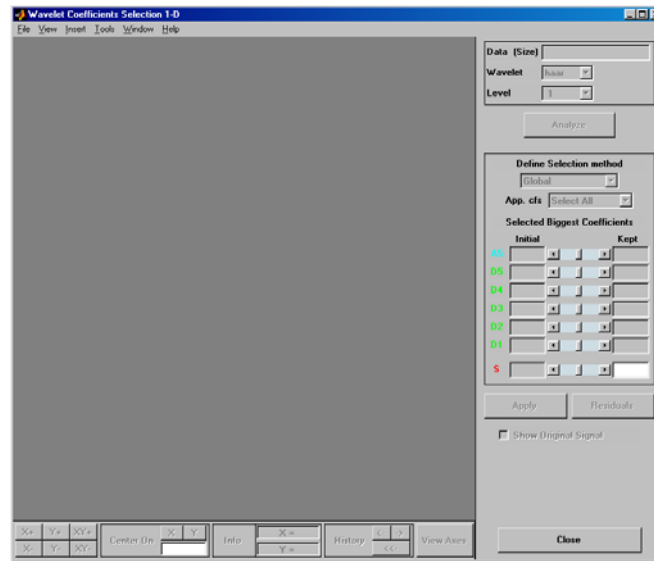 Wavelet Coefficients Selection 1-D
File View Insert Tools Window Help
Data (Size)
Wavelet haar
Level 1
Analyze
Define Selection method
Global
App. cfs Select All
Selected Biggest Coefficients
Initial Kept
A5
D5
D4
D3
D2
D1
S
Apply Residuals
Show Original Signal
X+ Y+ XY+
X- Y- XY-
Center On X Y
Info X =
Y =
History < >
<<-
View Axes
Close